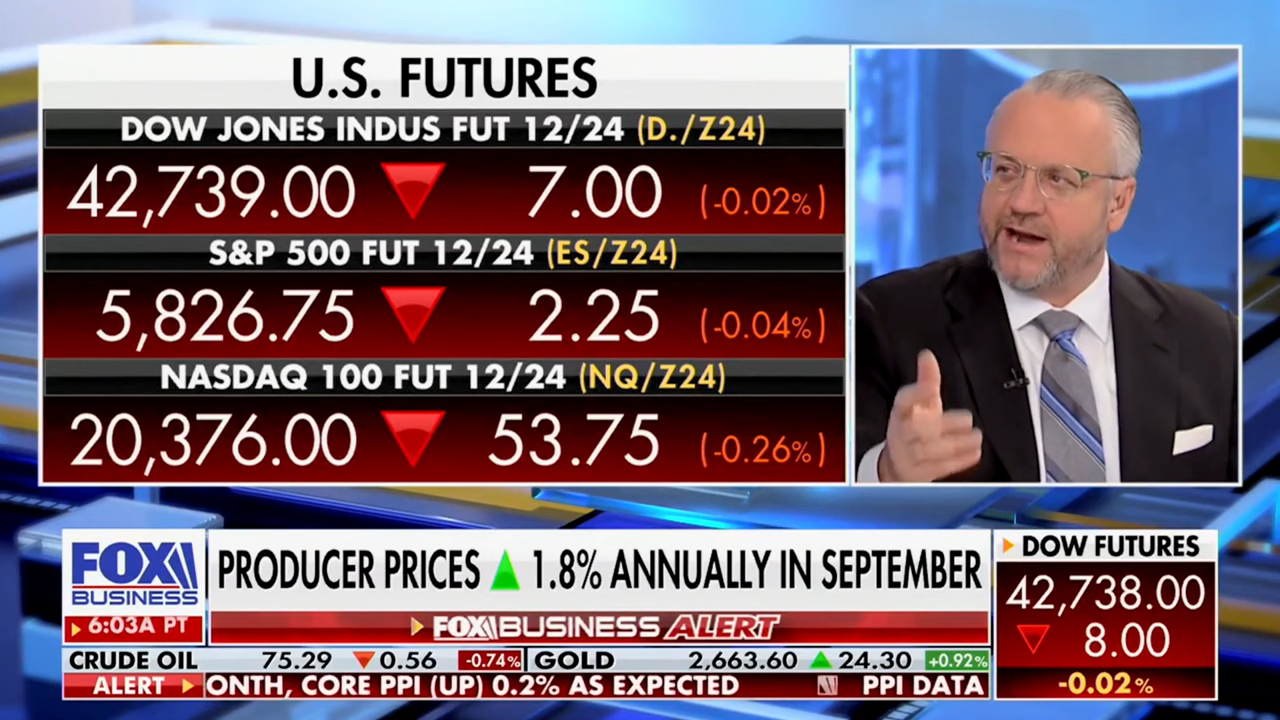 U.S. FUTURES
DOW JONES INDUS FUT 12/24 (D./Z24)
42,739.00 7.00 (-0.02%)
S&P 500 FUT 12/24 (ES/Z24)
5,826.75 2.25 (-0.04%)
NASDAQ 100 FUT 12/24 (NQ/Z24)
20,376.00 53.75 (-0.26%)
FOX
BUSINESS
6:03A PT
PRODUCER PRICES ▲ 1.8% ANNUALLY IN SEPTEMBER
FOX BUSINESS ALERT
DOW FUTURES
42,738.00
8.00
-0.02%
CRUDE OIL 75.29 ▼0.56 -0.74% GOLD 2,663.60 ▲ 24.30 +0.92%
ALERT ONTH, CORE PPI (UP) 0.2% AS EXPECTED PPI DATA